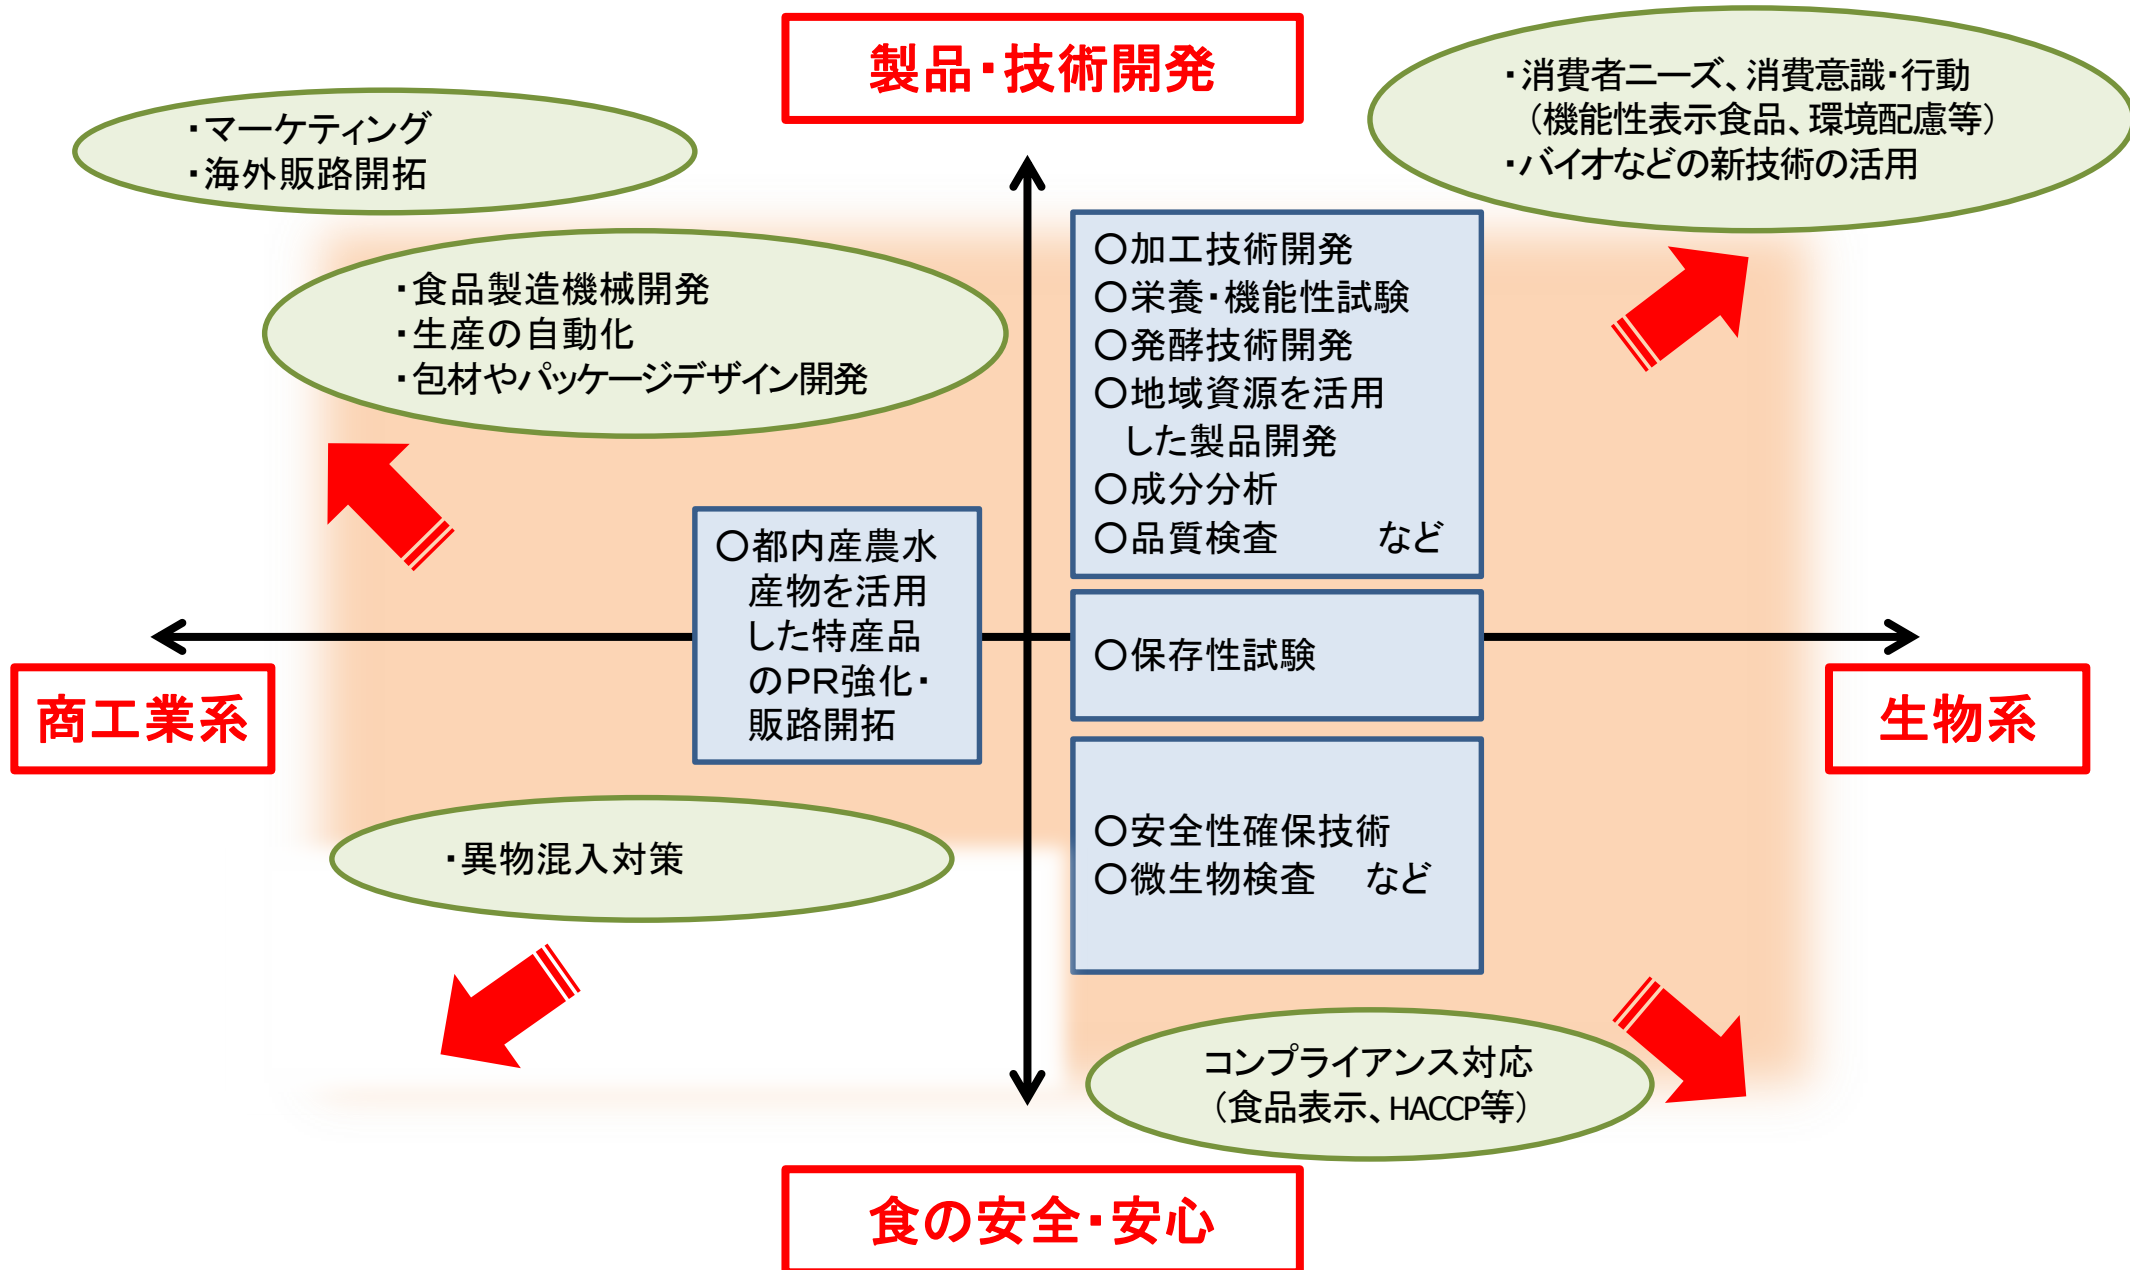 製品・技術開発
・マーケティング
・海外販路開拓
・消費者ニーズ、消費意識・行動
（機能性表示食品、環境配慮等）
・バイオなどの新技術の活用
・食品製造機械開発
・生産の自動化
・包材やパッケージデザイン開発
○加工技術開発
○栄養・機能性試験
○発酵技術開発
○地域資源を活用
した製品開発
○成分分析
○品質検査　　など
○都内産農水
産物を活用
した特産品
のPR強化・
販路開拓
○保存性試験
商工業系
生物系
○安全性確保技術
○微生物検査　など
・異物混入対策
コンプライアンス対応
（食品表示、HACCP等）
食の安全・安心